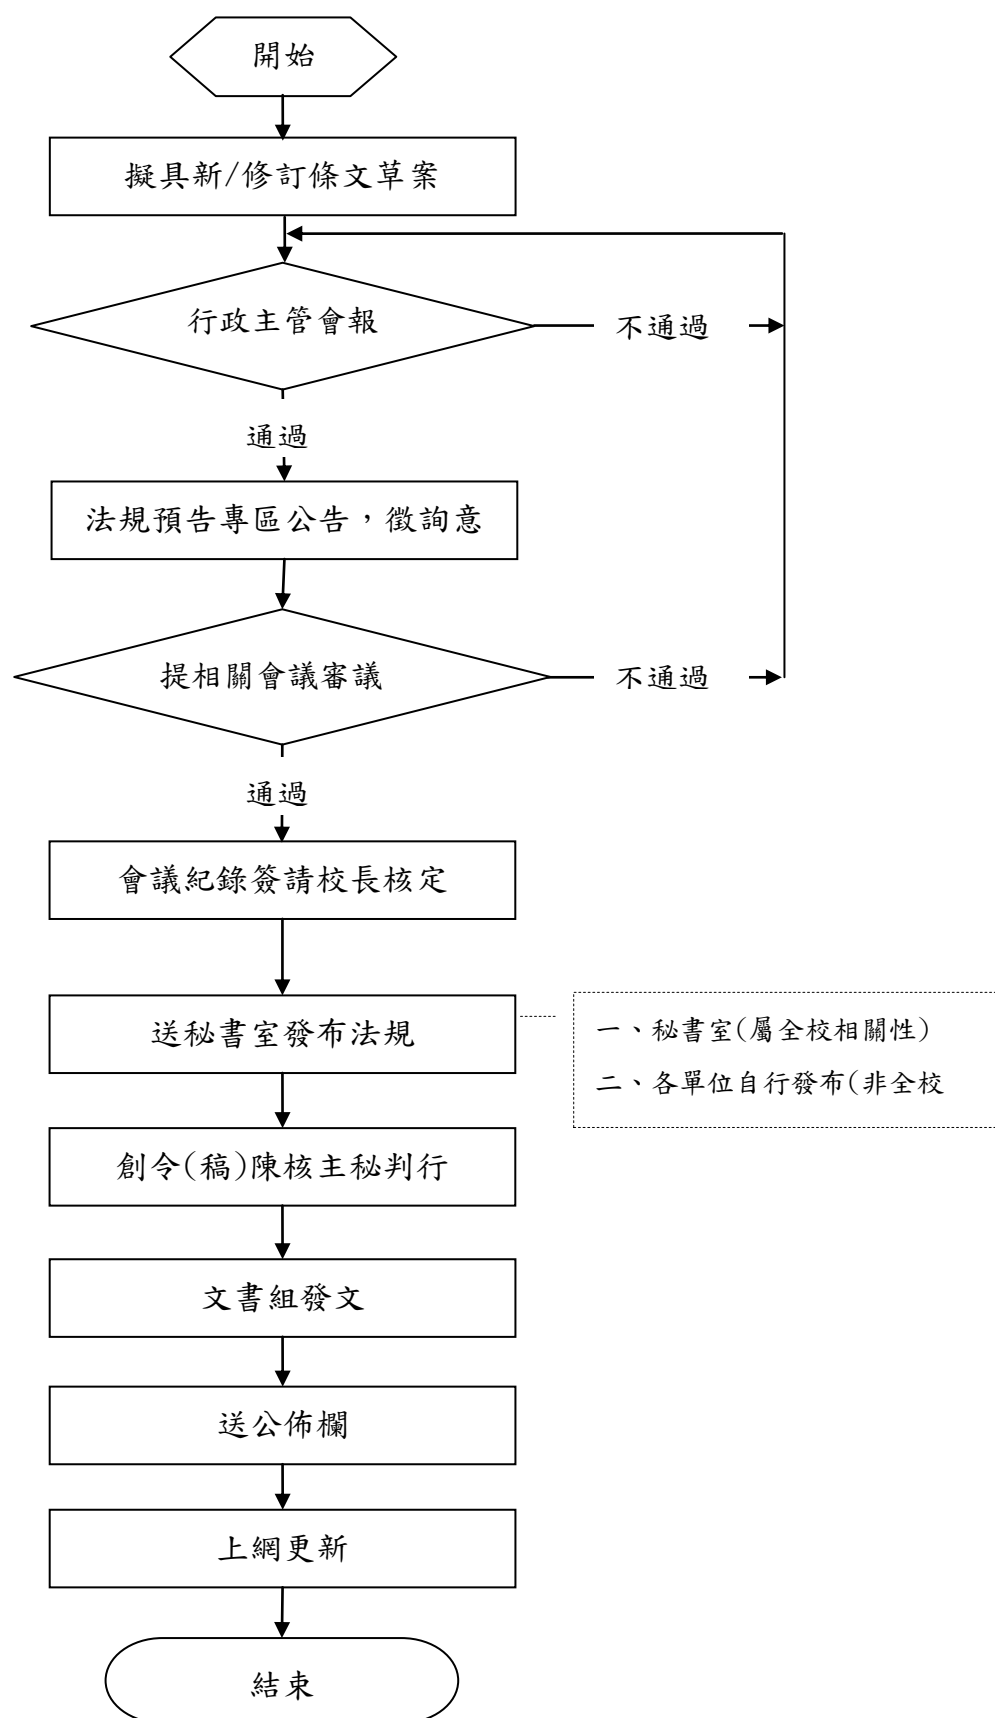 開始
擬具新/修訂條文草案
行政主管會報
不通過
通過
法規預告專區公告，徵詢意
提相關會議審議
不通過
通過
會議紀錄簽請校長核定
送秘書室發布法規
一、秘書室(屬全校相關性)
二、各單位自行發布(非全校
創令(稿)陳核主秘判行
文書組發文
送公佈欄
上網更新
結束